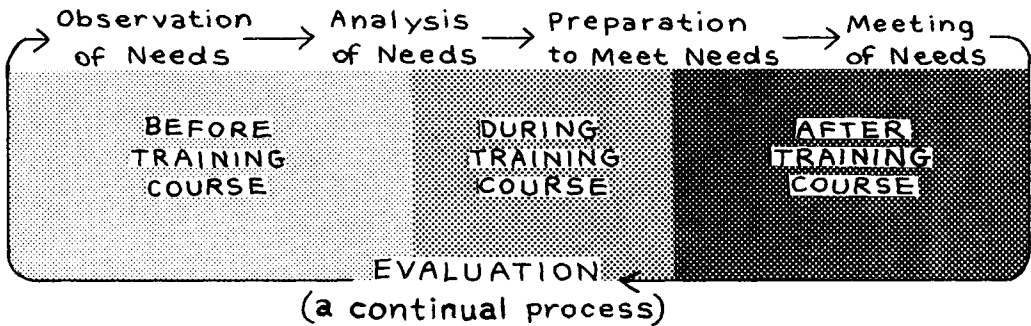 Observation of Needs
Analysis of Needs
Preparation to Meet Needs
Meeting of Needs
BEFORE
TRAINING
COURSE
DURING
TRAINING
COURSE
AFTER
TRAINING
COURSE
EVALUATION
(a continual process)